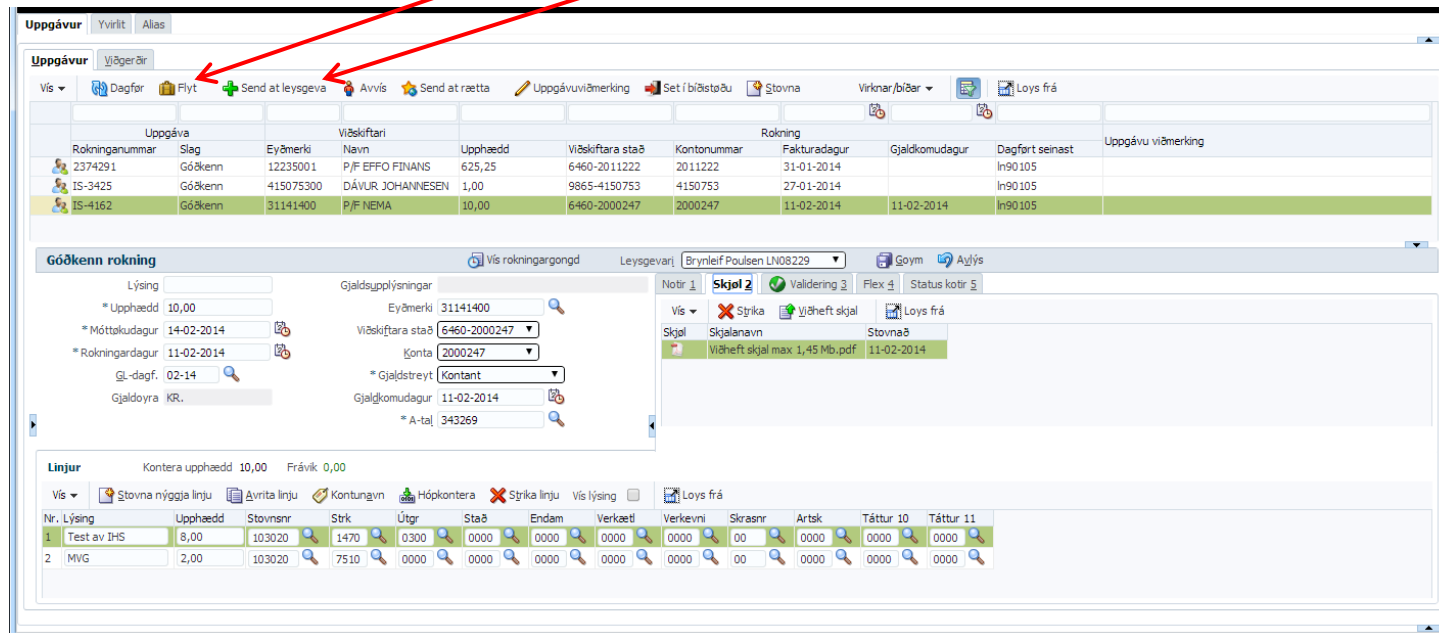 Uppgávur Yvirlit Alias
Uppgávur Viðgerðir
Vís Dagfør Flyt Send at leysgeva Avvís Send at rætta Uppgávuviðmerking Set í bíðistøðu Stovna Virknar/bíðar Loys frá
Uppgáva Viðskiftari Rokning Uppgávu viðmerking
Rokninganummar Slag Eyðmerki Navn Upphædd Viðskiftara stað Kontonummar Fakturadagur Gjaldkomudagur Dagført seinast
2374291 Góðkenn 12235001 P/F EFFO FINANS 625,25 6460-2011222 2011222 31-01-2014 ln90105
IS-3425 Góðkenn 415075300 DÁVUR JOHANNESEN 1,00 9865-4150753 4150753 27-01-2014 ln90105
IS-4162 Góðkenn 31141400 P/F NEMA 10,00 6460-2000247 2000247 11-02-2014 11-02-2014 ln90105
Góðkenn rokning Vís rokningargongd Leysgevari Brynleif Poulsen LN08229 Goym Avlýs
Lýsing Gjaldsupplýsningar Notir 1 Skjøl 2 Validering 3 Flex 4 Status kotir 5
* Upphædd 10,00 Eyðmerki 31141400 Vís Strika Viðheft skjal Loys frá
* Móttøkudagur 14-02-2014 Viðskiftara stað 6460-2000247 Skjøl Skjalanavn Stovnað
* Rokningardagur 11-02-2014 Konta 2000247 Viðheft skjal max 1,45 Mb.pdf 11-02-2014
GL-dagf. 02-14 * Gjaldstreyt Kontant
Gjaldoyra KR. Gjaldkomudagur 11-02-2014
* A-tal 343269
Linjur Kontera upphædd 10,00 Frávik 0,00
Vís Stovna nýggja linju Avrita linju Kontunavn Hópkontera Strika linju Vís lýsing Loys frá
Nr. Lýsing Upphædd Stovnsnr Strk Útgr Stað Endam Verkætl Verkevni Skrasnr Artsk Táttur 10 Táttur 11
1 Test av IHS 8,00 103020 1470 0300 0000 0000 0000 0000 00 0000 0000 0000
2 MVG 2,00 103020 7510 0000 0000 0000 0000 0000 00 0000 0000 0000